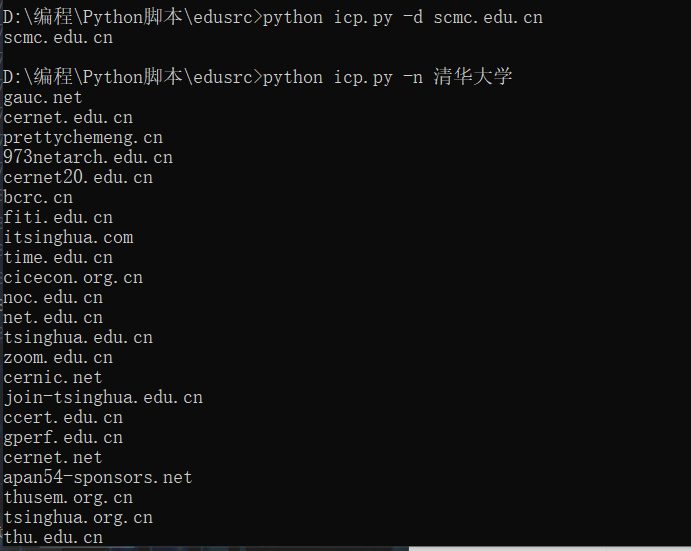 D:\编程\Python脚本\edusrc>python icp.py -d scmc.edu.cn
scmc.edu.cn
D:\编程\Python脚本\edusrc>python icp.py -n 清华大学
gauc.net
cernet.edu.cn
prettychemeng.cn
973netarch.edu.cn
cernet20.edu.cn
bcrc.cn
fiti.edu.cn
itsinghua.com
time.edu.cn
cicecon.org.cn
noc.edu.cn
net.edu.cn
tsinghua.edu.cn
zoom.edu.cn
cernic.net
join-tsinghua.edu.cn
ccert.edu.cn
gperf.edu.cn
cernet.net
apan54-sponsors.net
thusem.org.cn
tsinghua.org.cn
thu.edu.cn